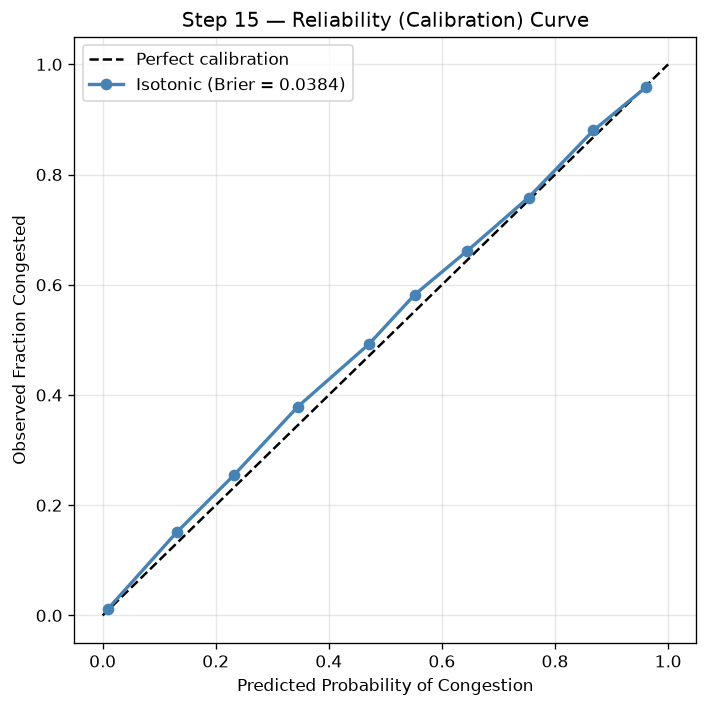 Step 15 — Reliability (Calibration) Curve
Perfect calibration
Isotonic (Brier = 0.0384)
Observed Fraction Congested
1.0
0.8
0.6
0.4
0.2
0.0
0.0 0.2 0.4 0.6 0.8 1.0
Predicted Probability of Congestion